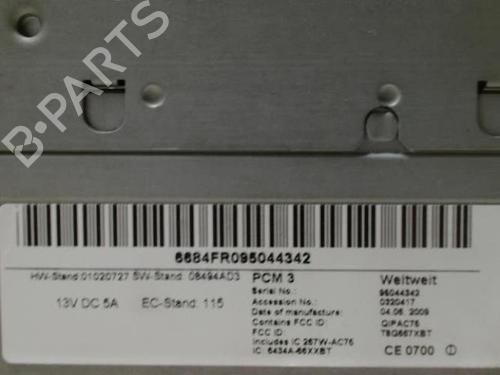 B-PARTS
6684FR095044342
HW-Stand:01020727 SW-Stand: 08494AD3
13V DC 5A EC-Stand: 115
PCM 3 Weltweit
Serial No.: 95044342
Accession No.: 0320417
Date of manufacture: 04.06.2009
Contains FCC ID: QIPAC75
FCC ID: T8G667XBT
Includes IC 267W-AC75
IC: 6434A-66XXBT CE 0700